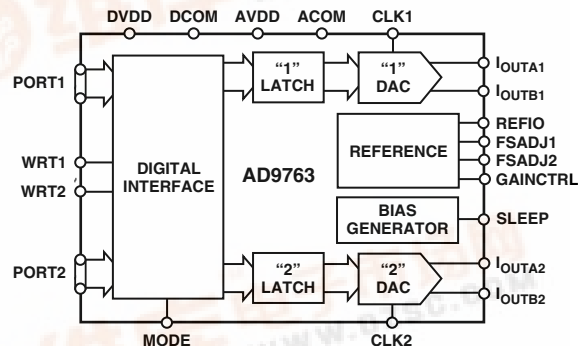 DVDD DCOM AVDD ACOM CLK1
PORT1
"1" LATCH
"1" DAC
IOUTA1
IOUTB1
REFIO
FSADJ1
FSADJ2
GAINCTRL
REFERENCE
WRT1
WRT2
DIGITAL INTERFACE
AD9763
BIAS GENERATOR
SLEEP
PORT2
"2" LATCH
"2" DAC
IOUTA2
IOUTB2
MODE
CLK2